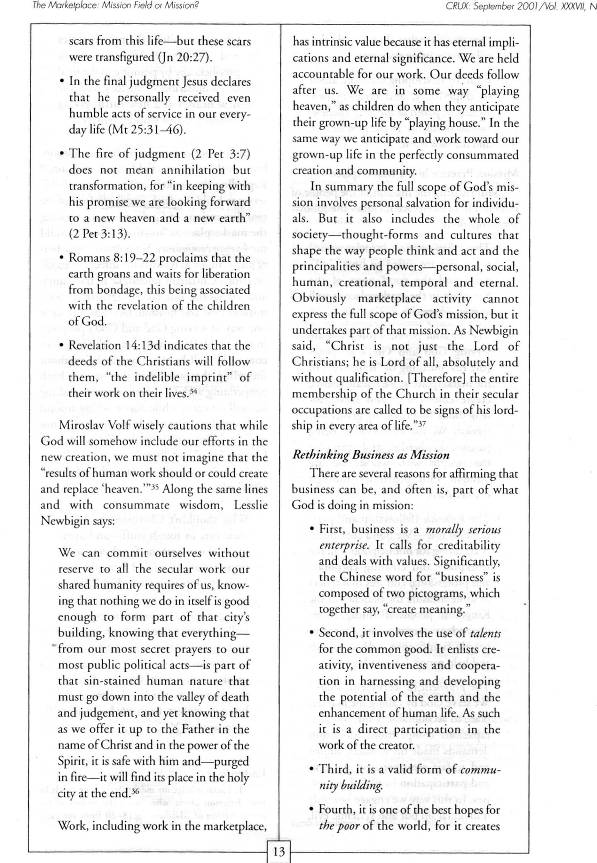 The Marketplace: Mission Field or Mission?
CRUX: September 2001/Vol. XXXVII, N
scars from this life—but these scars
were transfigured (Jn 20:27).
• In the final judgment Jesus declares
that he personally received even
humble acts of service in our every-
day life (Mt 25:31–46).
• The fire of judgment (2 Pet 3:7)
does not mean annihilation but
transformation, for “in keeping with
his promise we are looking forward
to a new heaven and a new earth”
(2 Pet 3:13).
• Romans 8:19–22 proclaims that the
earth groans and waits for liberation
from bondage, this being associated
with the revelation of the children
of God.
• Revelation 14:13d indicates that the
deeds of the Christians will follow
them, “the indelible imprint” of
their work on their lives.34
Miroslav Volf wisely cautions that while
God will somehow include our efforts in the
new creation, we must not imagine that the
“results of human work should or could create
and replace ‘heaven.’”35 Along the same lines
and with consummate wisdom, Lesslie
Newbigin says:
We can commit ourselves without
reserve to all the secular work our
shared humanity requires of us, know-
ing that nothing we do in itself is good
enough to form part of that city’s
building, knowing that everything—
from our most secret prayers to our
most public political acts—is part of
that sin-stained human nature that
must go down into the valley of death
and judgement, and yet knowing that
as we offer it up to the Father in the
name of Christ and in the power of the
Spirit, it is safe with him and—purged
in fire—it will find its place in the holy
city at the end.36
Work, including work in the marketplace,
has intrinsic value because it has eternal impli-
cations and eternal significance. We are held
accountable for our work. Our deeds follow
after us. We are in some way “playing
heaven,” as children do when they anticipate
their grown-up life by “playing house.” In the
same way we anticipate and work toward our
grown-up life in the perfectly consummated
creation and community.
In summary the full scope of God’s mis-
sion involves personal salvation for individu-
als. But it also includes the whole of
society—thought-forms and cultures that
shape the way people think and act and the
principalities and powers—personal, social,
human, creational, temporal and eternal.
Obviously marketplace activity cannot
express the full scope of God’s mission, but it
undertakes part of that mission. As Newbigin
said, “Christ is not just the Lord of
Christians; he is Lord of all, absolutely and
without qualification. [Therefore] the entire
membership of the Church in their secular
occupations are called to be signs of his lord-
ship in every area of life.”37
Rethinking Business as Mission
There are several reasons for affirming that
business can be, and often is, part of what
God is doing in mission:
• First, business is a morally serious
enterprise. It calls for creditability
and deals with values. Significantly,
the Chinese word for “business” is
composed of two pictograms, which
together say, “create meaning.”
• Second, it involves the use of talents
for the common good. It enlists cre-
ativity, inventiveness and coopera-
tion in harnessing and developing
the potential of the earth and the
enhancement of human life. As such
it is a direct participation in the
work of the creator.
• Third, it is a valid form of commu-
nity building.
• Fourth, it is one of the best hopes for
the poor of the world, for it creates
13